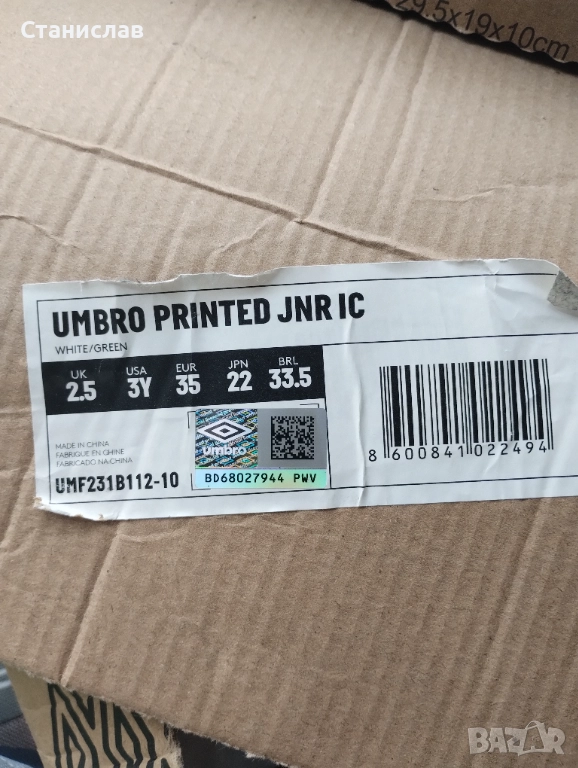 Станислав
29.5x19x10cm
UMBRO PRINTED JNR IC
WHITE/GREEN
UK USA EUR JPN BRL
2.5 3Y 35 22 33.5
MADE IN CHINA
FABRIQUE EN CHINE
FABRICADO NA CHINA
UMF231B112-10
umbro
BD68027944 PWV
8 600841 022494
BAZAR